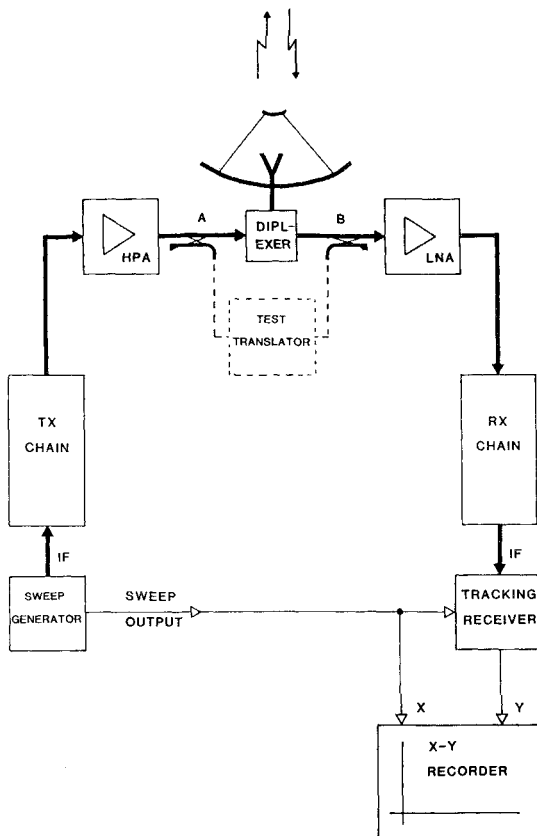 A
B
DIPL-
EXER
HPA
LNA
TEST
TRANSLATOR
TX
CHAIN
RX
CHAIN
IF
IF
SWEEP
GENERATOR
SWEEP
OUTPUT
TRACKING
RECEIVER
X
Y
X-Y
RECORDER